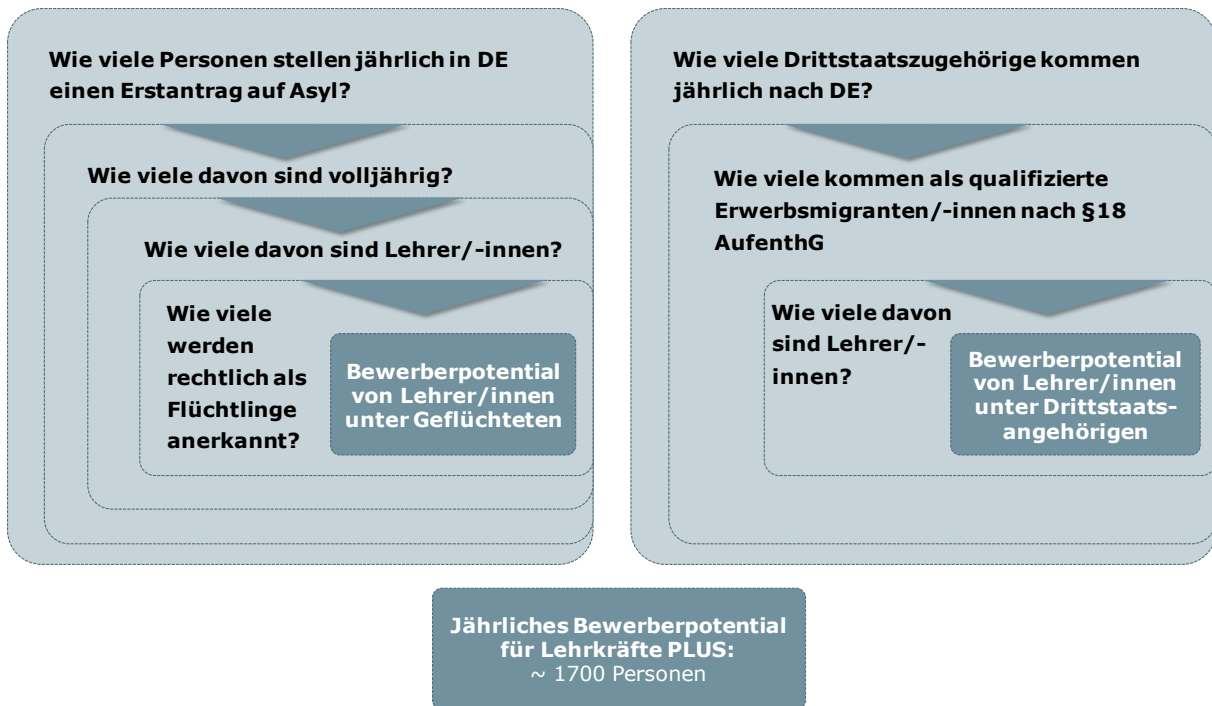 Wie viele Personen stellen jährlich in DE
einen Erstantrag auf Asyl?
Wie viele davon sind volljährig?
Wie viele davon sind Lehrer/-innen?
Wie viele
werden
rechtlich als
Flüchtlinge
anerkannt?
Bewerberpotential
von Lehrer/innen
unter Geflüchteten
Wie viele Drittstaatszugehörige kommen
jährlich nach DE?
Wie viele kommen als qualifizierte
Erwerbsmigranten/-innen nach §18
AufenthG
Wie viele davon
sind Lehrer/-
innen?
Bewerberpotential
von Lehrer/innen
unter Drittstaats-
angehörigen
Jährliches Bewerberpotential
für Lehrkräfte PLUS:
~ 1700 Personen